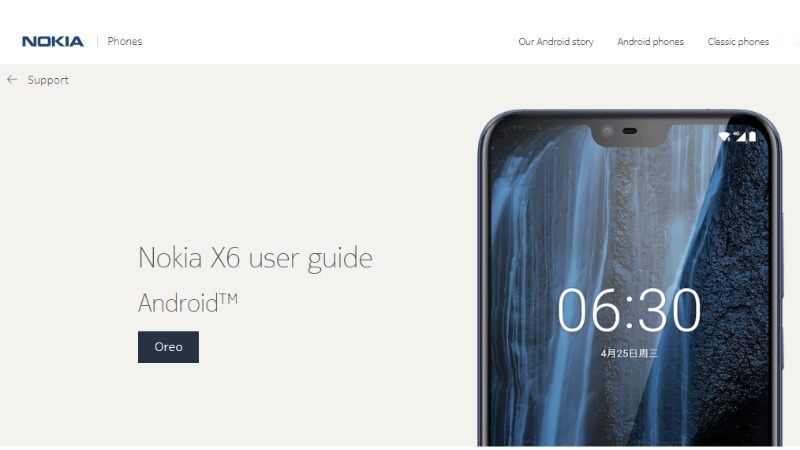 NOKIA Phones Our Android story Android phones Classic phones
← Support
4G
Nokia X6 user guide
Android™
Oreo
06:30
4月25日周三